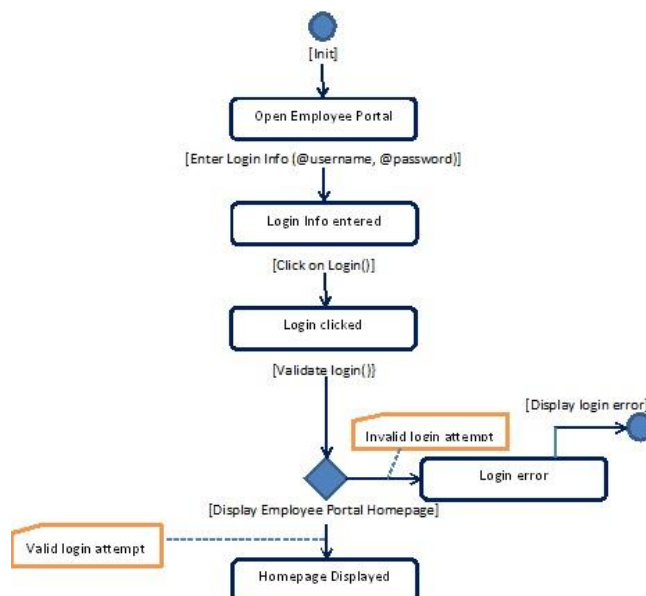 [Init]
Open Employee Portal
[Enter Login Info (@username, @password)]
Login Info entered
[Click on Login()]
Login clicked
[Validate login()}
[Display login error]
Invalid login attempt
Login error
[Display Employee Portal Homepage]
Valid login attempt
Homepage Displayed